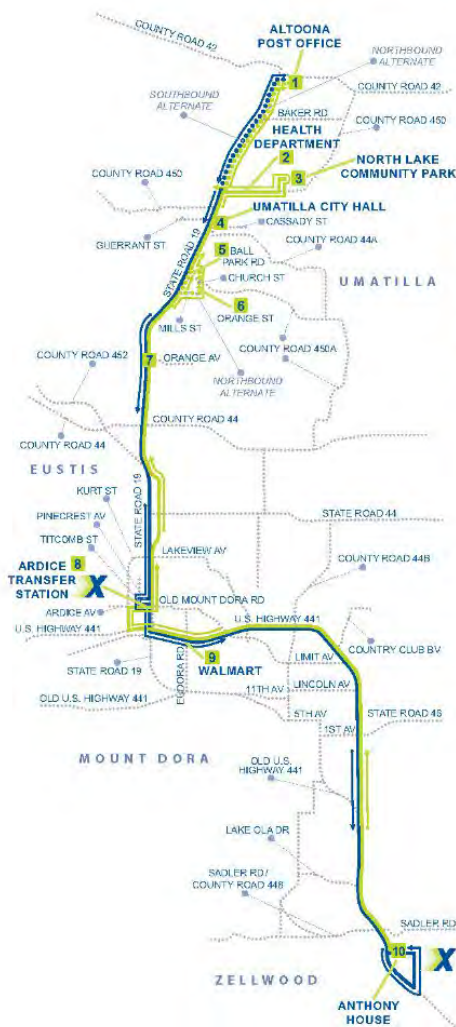 COUNTY ROAD 42
ALTOONA
POST OFFICE
NORTHBOUND
ALTERNATE
1
COUNTY ROAD 42
SOUTHBOUND
ALTERNATE
BAKER RD
HEALTH
DEPARTMENT
COUNTY ROAD 450
2
3
NORTH LAKE
COMMUNITY PARK
COUNTY ROAD 450
4
UMATILLA CITY HALL
CASSADY ST
GUERRANT ST
STATE ROAD 19
COUNTY ROAD 44A
5
BALL
PARK RD
CHURCH ST
UMATILLA
6
ORANGE ST
MILLS ST
COUNTY ROAD 450A
COUNTY ROAD 452
7
ORANGE AV
NORTHBOUND
ALTERNATE
COUNTY ROAD 44
COUNTY ROAD 44
EUSTIS
KURT ST
STATE ROAD 19
PINECREST AV
STATE ROAD 44
TITCOMB ST
LAKEVIEW AV
COUNTY ROAD 44B
8
ARDICE
TRANSFER
STATION
X
OLD MOUNT DORA RD
ARDICE AV
U.S. HIGHWAY 441
U.S. HIGHWAY 441
COUNTRY CLUB BV
9
WALMART
LIMIT AV
STATE ROAD 19
EUDORA RD
LINCOLN AV
OLD U.S. HIGHWAY 441
11TH AV
5TH AV
STATE ROAD 46
1ST AV
MOUNT DORA
OLD U.S.
HIGHWAY 441
LAKE OLA DR
SADLER RD/
COUNTY ROAD 448
SADLER RD
10
X
ZELLWOOD
ANTHONY
HOUSE